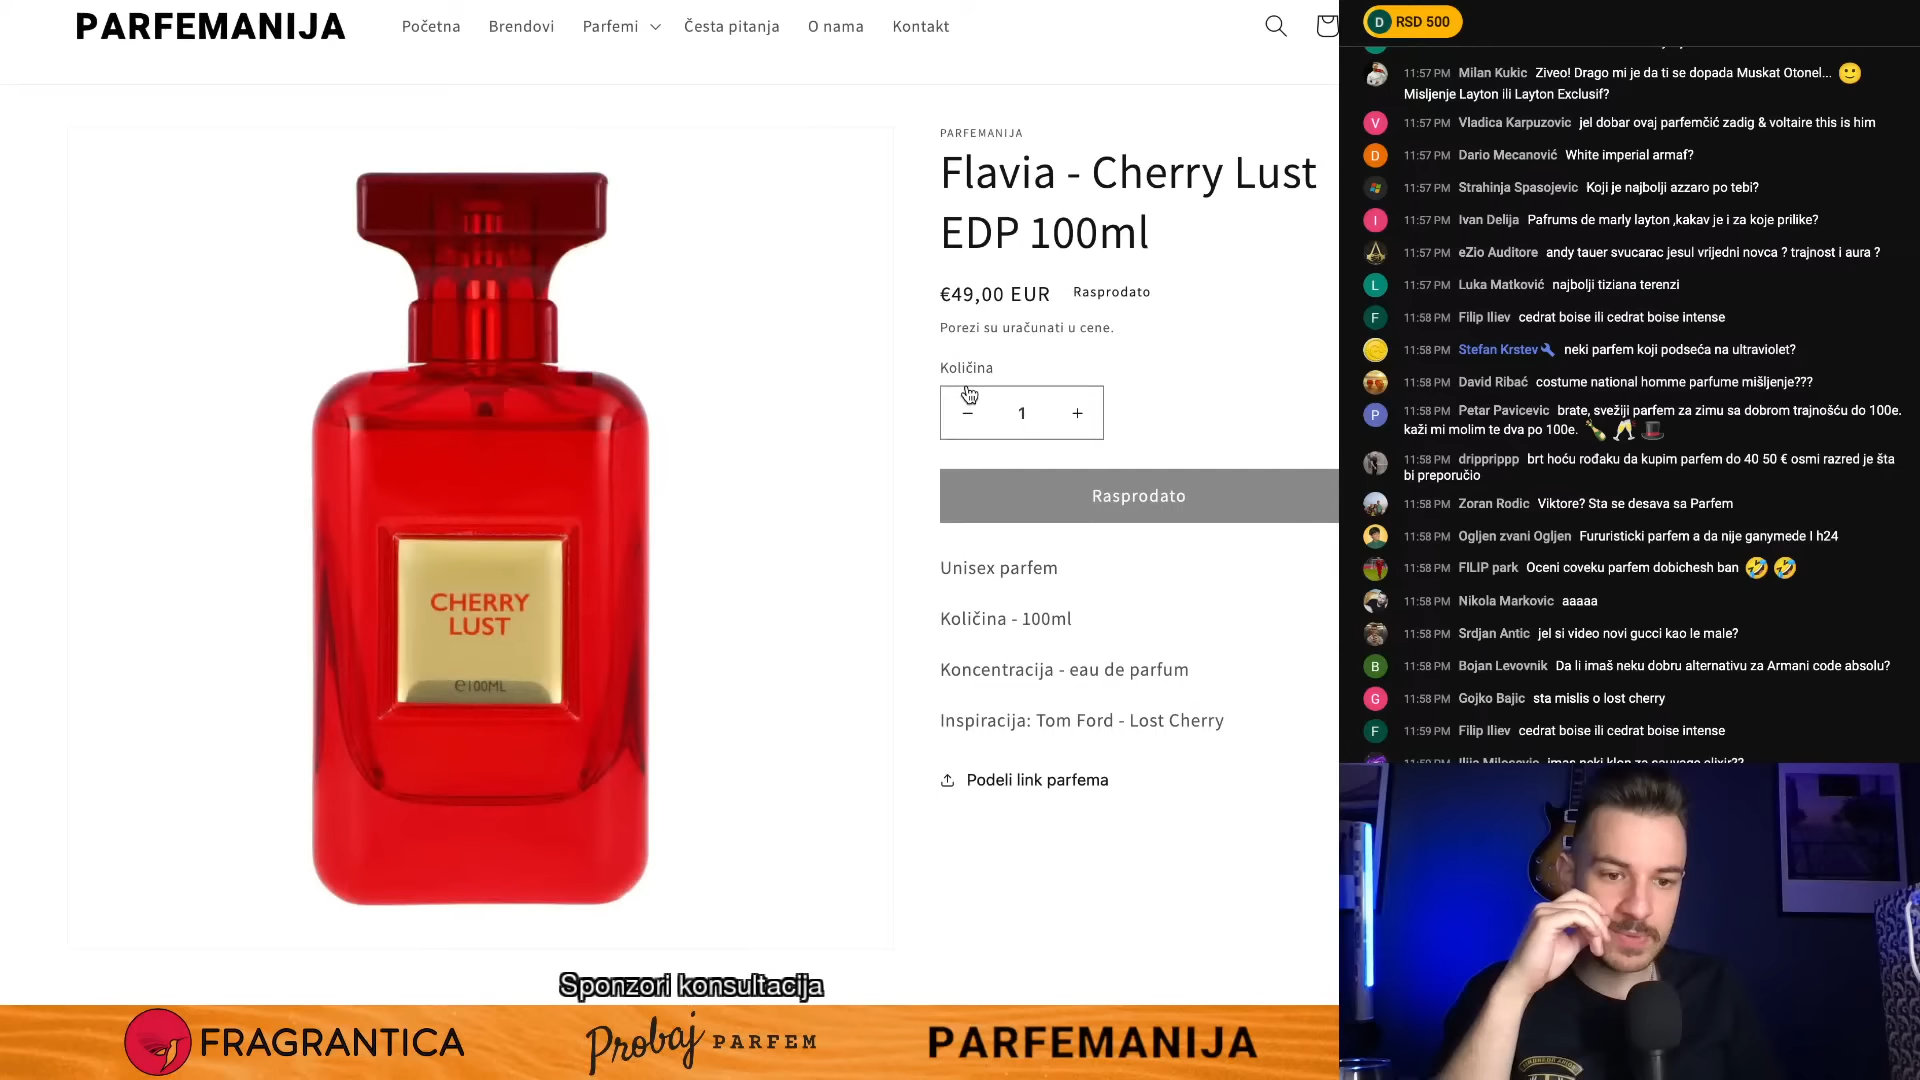 PARFEMANIJA
Početna Brendovi Parfemi Česta pitanja O nama Kontakt
PARFEMANIJA
Flavia - Cherry Lust
EDP 100ml
€49,00 EUR Rasprodato
Porezi su uračunati u cene.
Količina
− 1 +
Rasprodato
Unisex parfem
Količina - 100ml
Koncentracija - eau de parfum
Inspiracija: Tom Ford - Lost Cherry
Podeli link parfema
CHERRY
LUST
e100ML
Sponzori konsultacija
FRAGRANTICA
Probaj PARFEM
PARFEMANIJA
D RSD 500
11:57 PM Milan Kukic Ziveo! Drago mi je da ti se dopada Muskat Otonel...
Misljenje Layton ili Layton Exclusif?
V 11:57 PM Vladica Karpuzovic jel dobar ovaj parfemčić zadig & voltaire this is him
D 11:57 PM Dario Mecanović White imperial armaf?
11:57 PM Strahinja Spasojevic Koji je najbolji azzaro po tebi?
I 11:57 PM Ivan Delija Pafrums de marly layton ,kakav je i za koje prilike?
11:57 PM eZio Auditore andy tauer svucarac jesul vrijedni novca ? trajnost i aura ?
L 11:57 PM Luka Matković najbolji tiziana terenzi
F 11:58 PM Filip Iliev cedrat boise ili cedrat boise intense
11:58 PM Stefan Krstev neki parfem koji podseća na ultraviolet?
11:58 PM David Ribać costume national homme parfume mišljenje???
P 11:58 PM Petar Pavicevic brate, svežiji parfem za zimu sa dobrom trajnošću do 100e.
kaži mi molim te dva po 100e.
11:58 PM dripprippp brt hoću rođaku da kupim parfem do 40 50 € osmi razred je šta
bi preporučio
11:58 PM Zoran Rodic Viktore? Sta se desava sa Parfem
11:58 PM Ogljen zvani Ogljen Fururisticki parfem a da nije ganymede I h24
11:58 PM FILIP park Oceni coveku parfem dobichesh ban
11:58 PM Nikola Markovic aaaaa
11:58 PM Srdjan Antic jel si video novi gucci kao le male?
B 11:58 PM Bojan Levovnik Da li imaš neku dobru alternativu za Armani code absolu?
G 11:58 PM Gojko Bajic sta mislis o lost cherry
F 11:59 PM Filip Iliev cedrat boise ili cedrat boise intense
11:59 PM Ilija Milosevic imas neki klon za sauvage elixir??